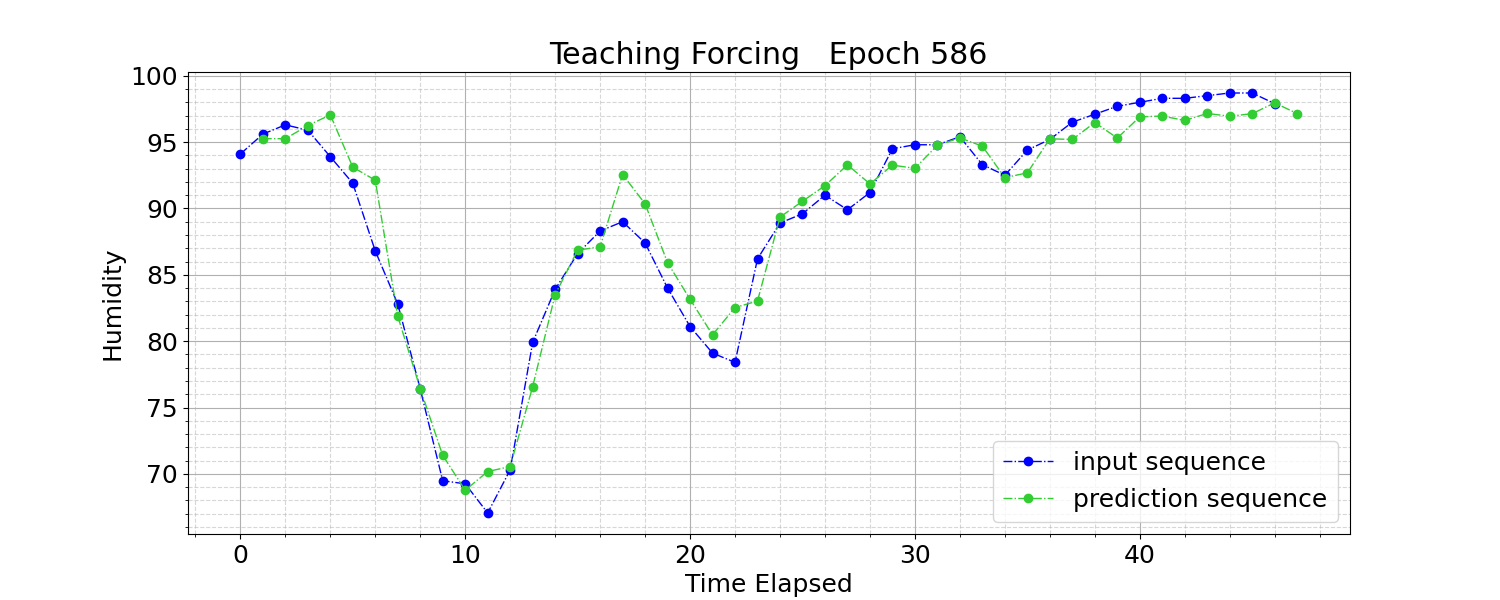 Teaching Forcing   Epoch 586
100
95
90
85
80
75
70
Humidity
0 10 20 30 40
Time Elapsed
input sequence
prediction sequence